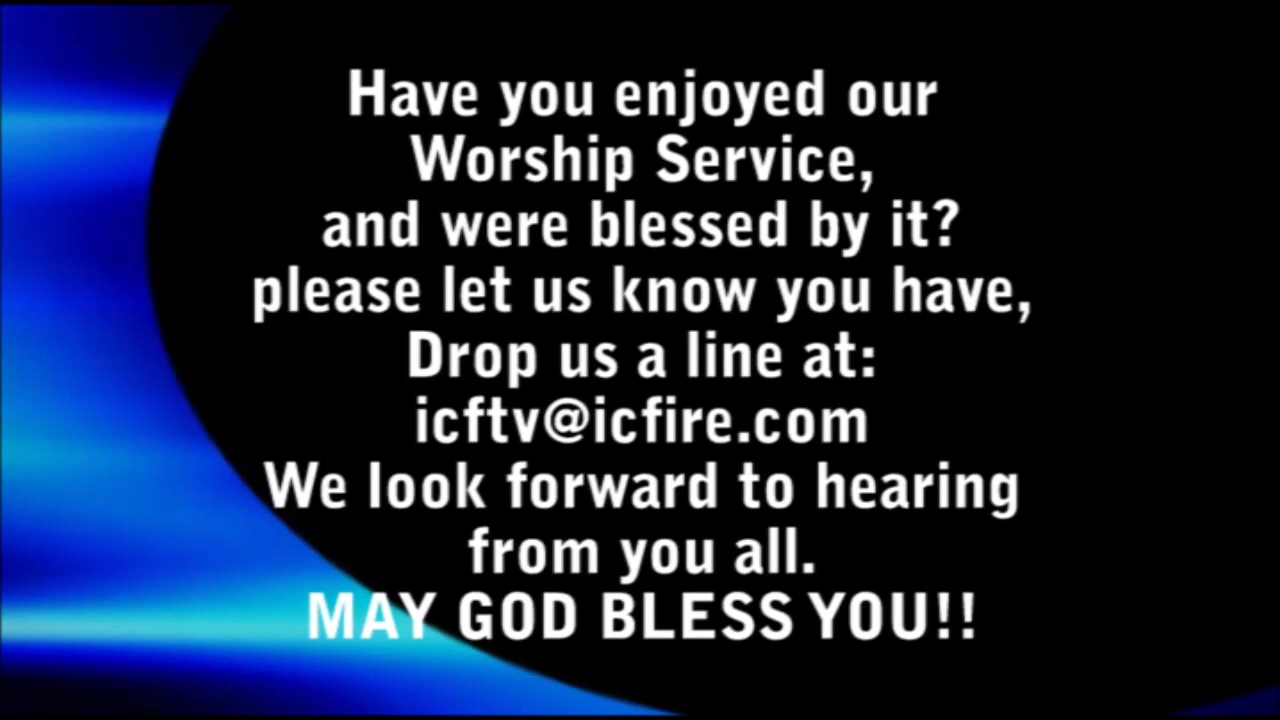 Have you enjoyed our
Worship Service,
and were blessed by it?
please let us know you have,
Drop us a line at:
icftv@icfire.com
We look forward to hearing
from you all.
MAY GOD BLESS YOU!!